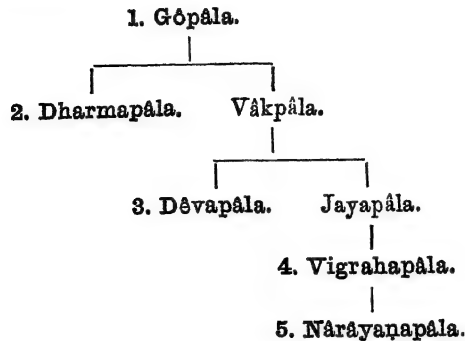 1. Gôpâla.
2. Dharmapâla. Vâkpâla.
3. Dêvapâla. Jayapâla.
4. Vigrahapâla.
5. Nârâyaṇapâla.